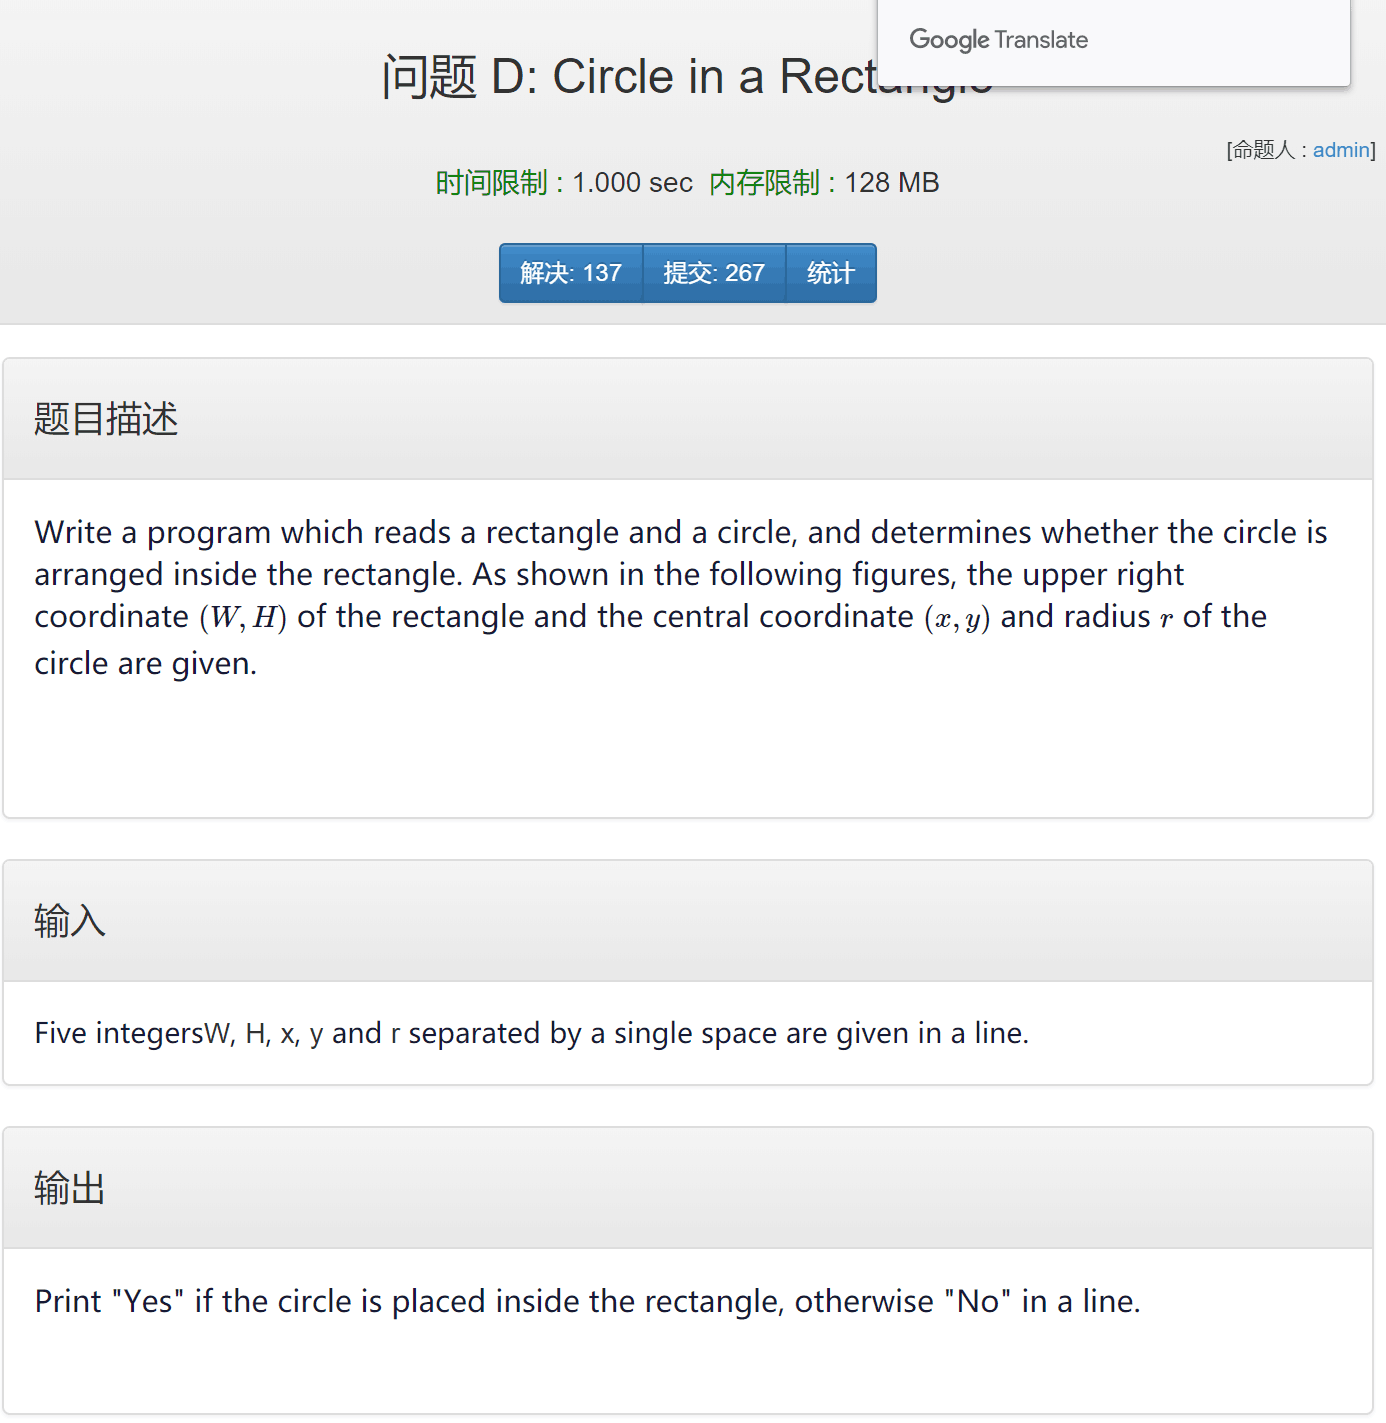 Google Translate
问题 D: Circle in a Rectangle
[命题人 : admin]
时间限制 : 1.000 sec 内存限制 : 128 MB
解决: 137 提交: 267 统计
题目描述
Write a program which reads a rectangle and a circle, and determines whether the circle is
arranged inside the rectangle. As shown in the following figures, the upper right
coordinate (W, H) of the rectangle and the central coordinate (x, y) and radius r of the
circle are given.
输入
Five integersW, H, x, y and r separated by a single space are given in a line.
输出
Print "Yes" if the circle is placed inside the rectangle, otherwise "No" in a line.